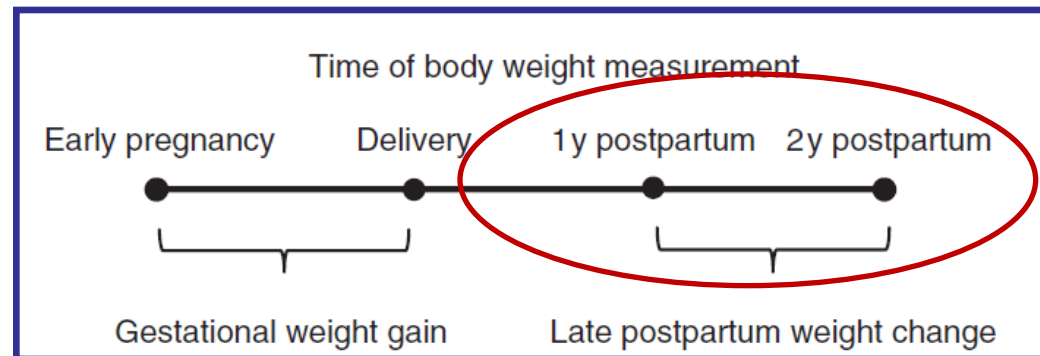 Time of body weight measurement
Early pregnancy Delivery 1y postpartum 2y postpartum
Gestational weight gain Late postpartum weight change